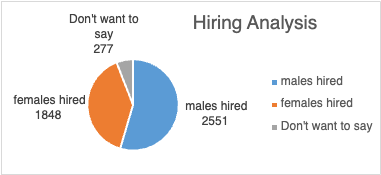 Hiring Analysis
Don't want to
say
277
females hired
1848
males hired
2551
males hired
females hired
Don't want to say